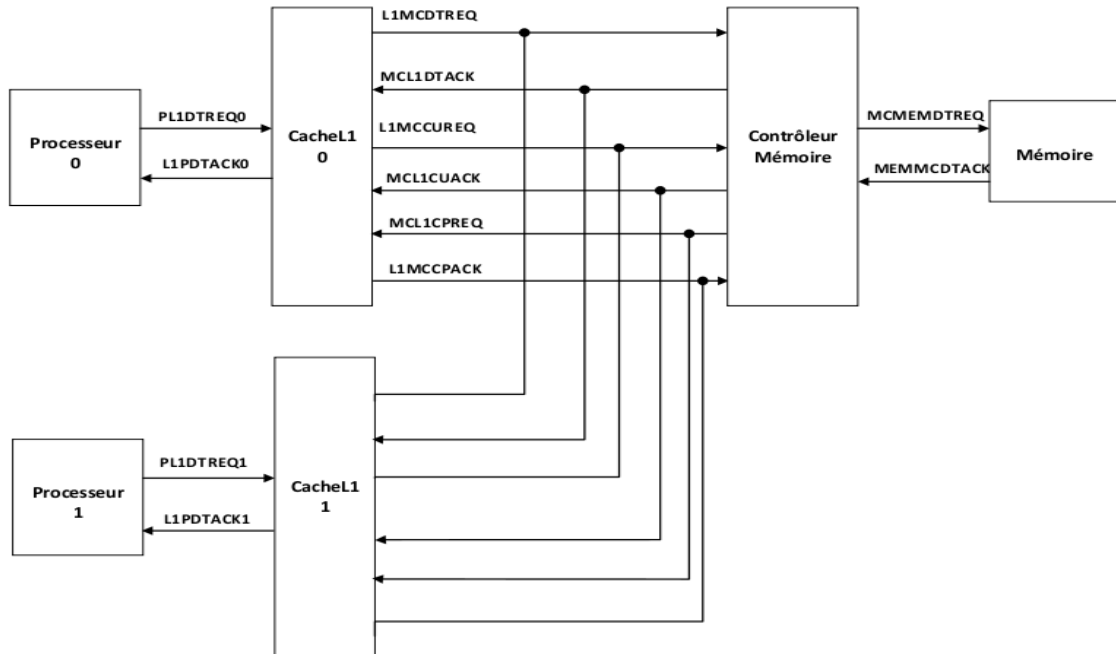 L1MCDTREQ
MCL1DTACK
PL1DTREQ0
Processeur
0
L1PDTACK0
CacheL1
0
L1MCCUREQ
MCL1CUACK
MCL1CPREQ
L1MCCPACK
Contrôleur
Mémoire
MCMEMDTREQ
MEMMCDTACK
Mémoire
PL1DTREQ1
Processeur
1
L1PDTACK1
CacheL1
1